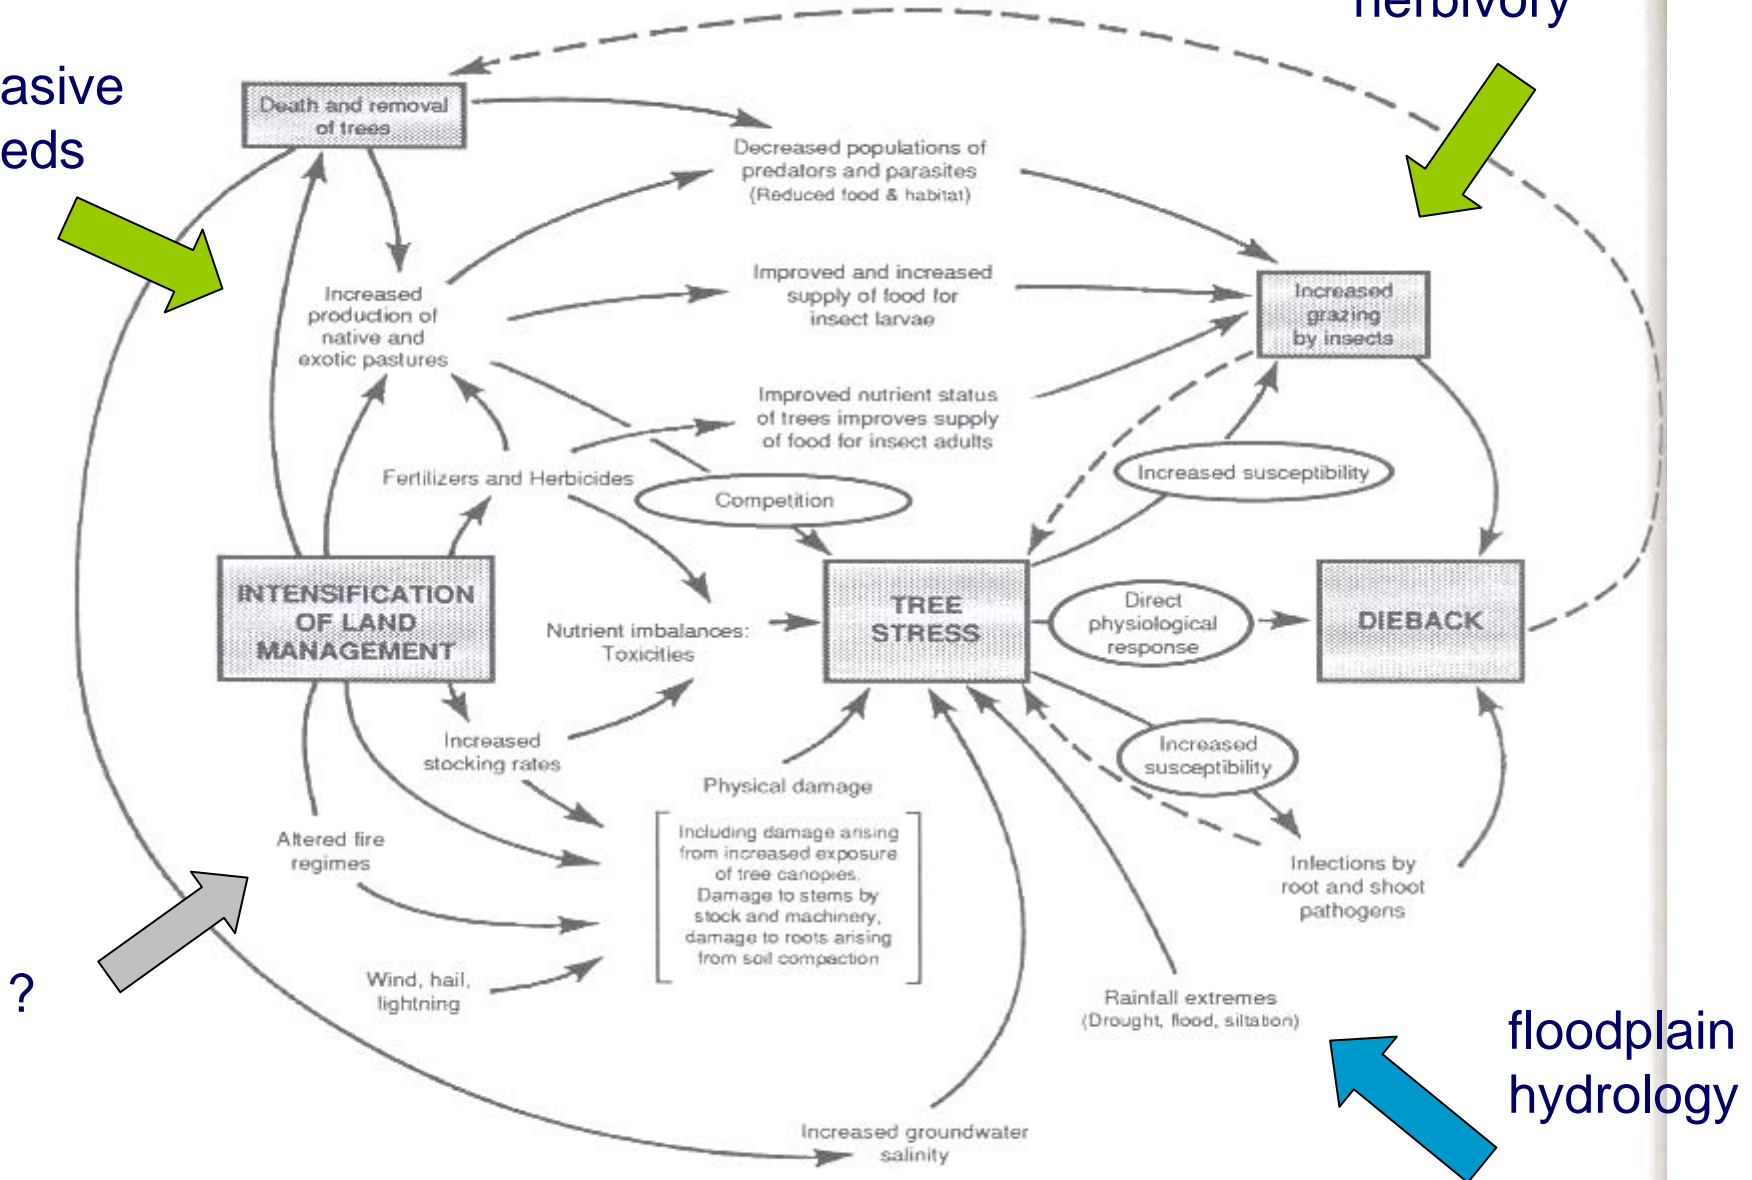 herbivory
asive
eds
Death and removal
of trees
Decreased populations of
predators and parasites
(Reduced food & habitat)
Increased
production of
native and
exotic pastures
Improved and increased
supply of food for
insect larvae
Increased
grazing
by insects
Improved nutrient status
of trees improves supply
of food for insect adults
Fertilizers and Herbicides
Competition
Increased susceptibility
INTENSIFICATION
OF LAND
MANAGEMENT
Nutrient imbalances:
Toxicities
TREE
STRESS
Direct
physiological
response
DIEBACK
Increased
stocking rates
Increased
susceptibility
Physical damage
Including damage arising
from increased exposure
of tree canopies.
Damage to stems by
stock and machinery,
damage to roots arising
from soil compaction
Altered fire
regimes
Infections by
root and shoot
pathogens
?
Wind, hail,
lightning
Rainfall extremes
(Drought, flood, siltation)
floodplain
hydrology
Increased groundwater
salinity